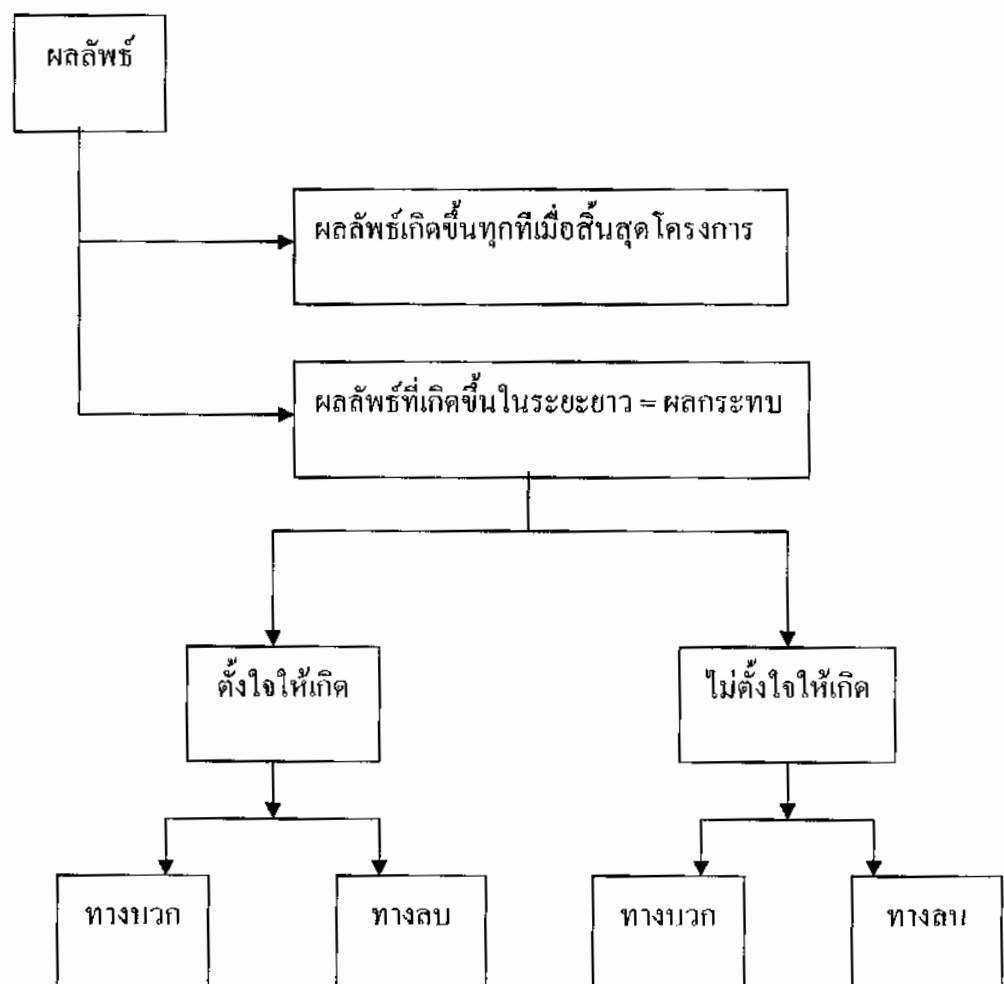 ผลลัพธ์
ผลลัพธ์เกิดขึ้นทุกทีเมื่อสิ้นสุดโครงการ
ผลลัพธ์ที่เกิดขึ้นในระยะยาว = ผลกระทบ
ตั้งใจให้เกิด
ไม่ตั้งใจให้เกิด
ทางบวก
ทางลบ
ทางบวก
ทางลบ